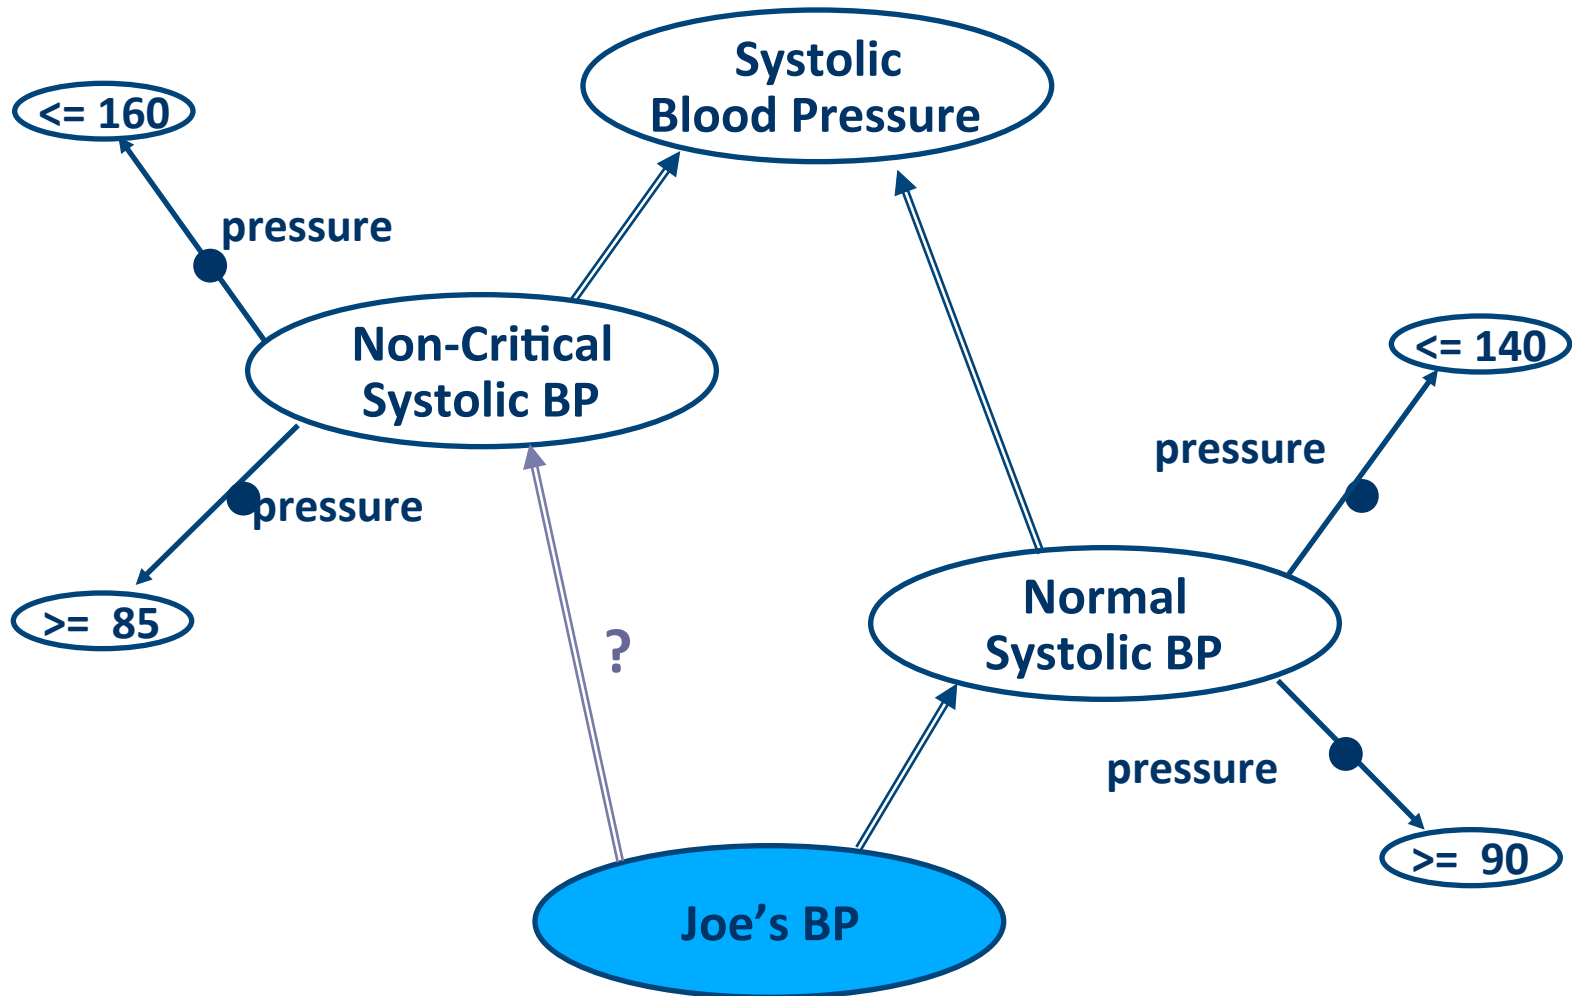 Systolic
Blood Pressure
<= 160
pressure
Non-Critical
Systolic BP
<= 140
pressure
pressure
>= 85
?
Normal
Systolic BP
pressure
>= 90
Joe’s BP